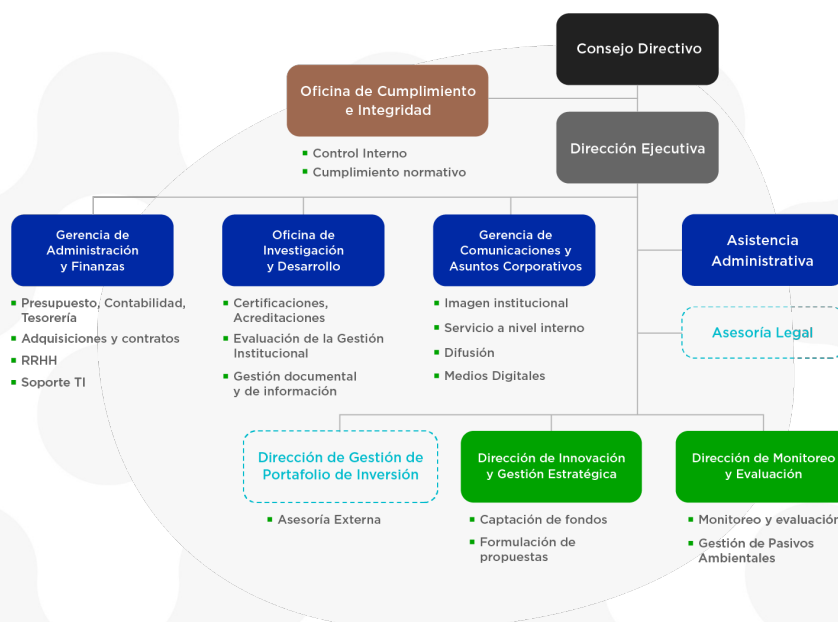 Consejo Directivo
Oficina de Cumplimiento
e Integridad
▪ Control Interno
▪ Cumplimiento normativo
Dirección Ejecutiva
Gerencia de
Administración
y Finanzas
▪ Presupuesto, Contabilidad,
Tesorería
▪ Adquisiciones y contratos
▪ RRHH
▪ Soporte TI
Oficina de
Investigación
y Desarrollo
▪ Certificaciones,
Acreditaciones
▪ Evaluación de la Gestión
Institucional
▪ Gestión documental
y de información
Gerencia de
Comunicaciones y
Asuntos Corporativos
▪ Imagen institucional
▪ Servicio a nivel interno
▪ Difusión
▪ Medios Digitales
Asistencia
Administrativa
Asesoría Legal
Dirección de Gestión de
Portafolio de Inversión
▪ Asesoría Externa
Dirección de Innovación
y Gestión Estratégica
▪ Captación de fondos
▪ Formulación de
propuestas
Dirección de Monitoreo
y Evaluación
▪ Monitoreo y evaluación
▪ Gestión de Pasivos
Ambientales